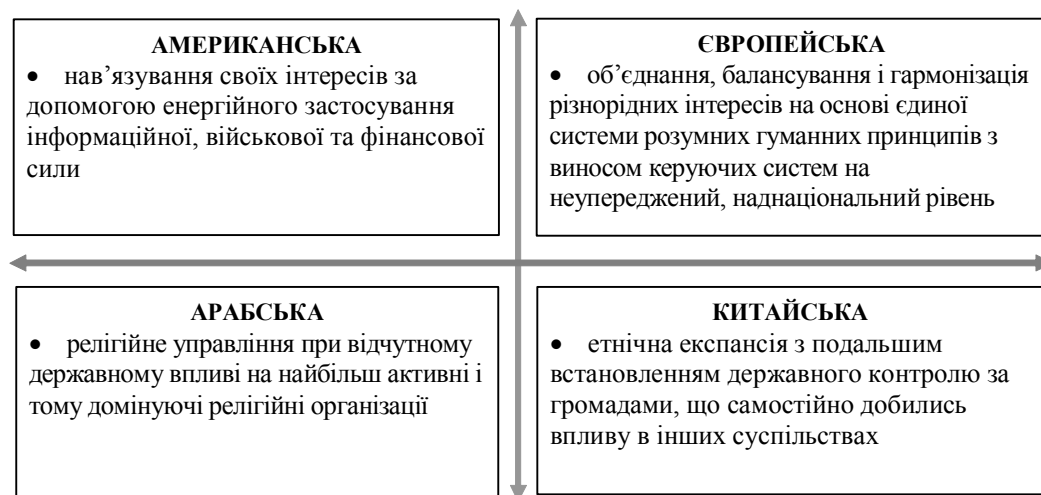 АМЕРИКАНСЬКА
• нав’язування своїх інтересів за
допомогою енергійного застосування
інформаційної, військової та фінансової
сили
ЄВРОПЕЙСЬКА
• об’єднання, балансування і гармонізація
різнорідних інтересів на основі єдиної
системи розумних гуманних принципів з
виносом керуючих систем на
неупереджений, наднаціональний рівень
АРАБСЬКА
• релігійне управління при відчутному
державному впливі на найбільш активні і
тому домінуючі релігійні організації
КИТАЙСЬКА
• етнічна експансія з подальшим
встановленням державного контролю за
громадами, що самостійно добились
впливу в інших суспільствах